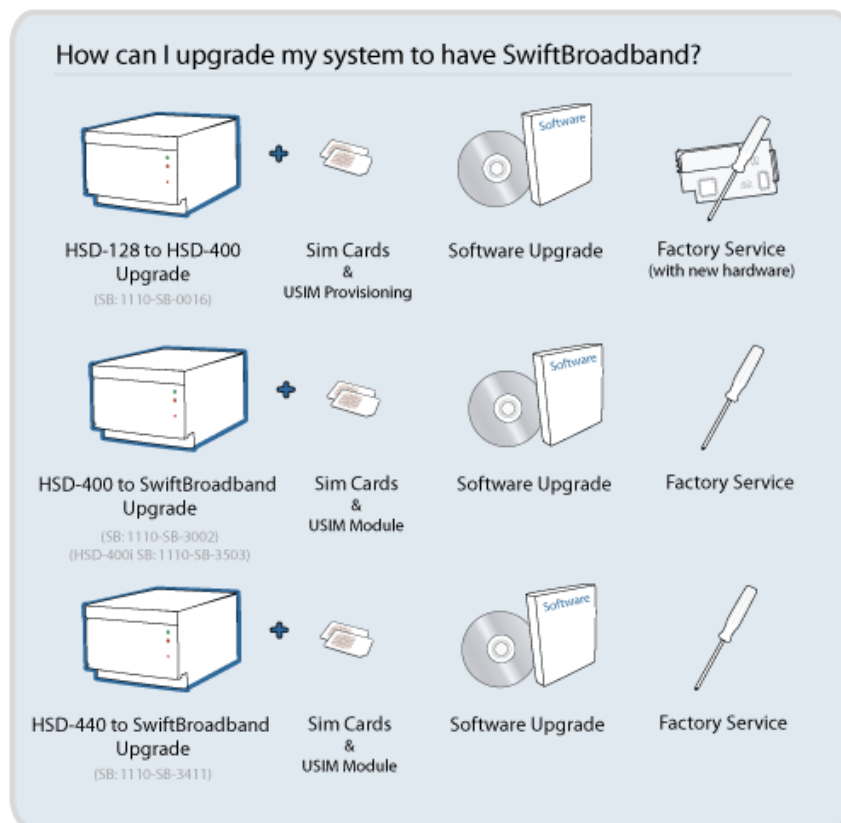 How can I upgrade my system to have SwiftBroadband?
Software
HSD-128 to HSD-400
Upgrade
(SB: 1110-SB-0016)
Sim Cards
&
USIM Provisioning
Software Upgrade
Factory Service
(with new hardware)
Software
HSD-400 to SwiftBroadband
Upgrade
(SB: 1110-SB-3002)
(HSD-400i SB: 1110-SB-3503)
Sim Cards
&
USIM Module
Software Upgrade
Factory Service
Software
HSD-440 to SwiftBroadband
Upgrade
(SB: 1110-SB-3411)
Sim Cards
&
USIM Module
Software Upgrade
Factory Service